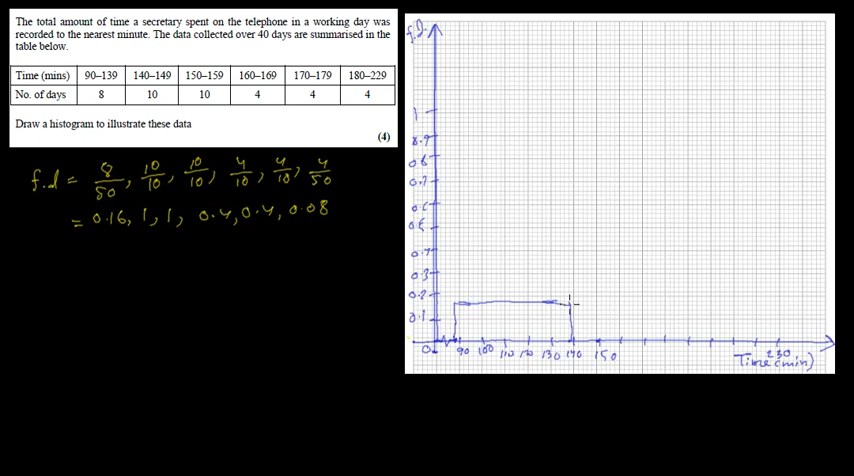 The total amount of time a secretary spent on the telephone in a working day was
recorded to the nearest minute. The data collected over 40 days are summarised in the
table below.
Time (mins) 90–139 140–149 150–159 160–169 170–179 180–229
No. of days 8 10 10 4 4 4
Draw a histogram to illustrate these data
(4)
f.d = 8/50, 10/10, 10/10, 4/10, 4/10, 4/50
= 0.16, 1, 1, 0.4, 0.4, 0.08
f.d.
1
0.9
0.8
0.7
0.6
0.5
0.3
0.2
0.1
0 90 100 110 120 130 140 150 230
Time (min)